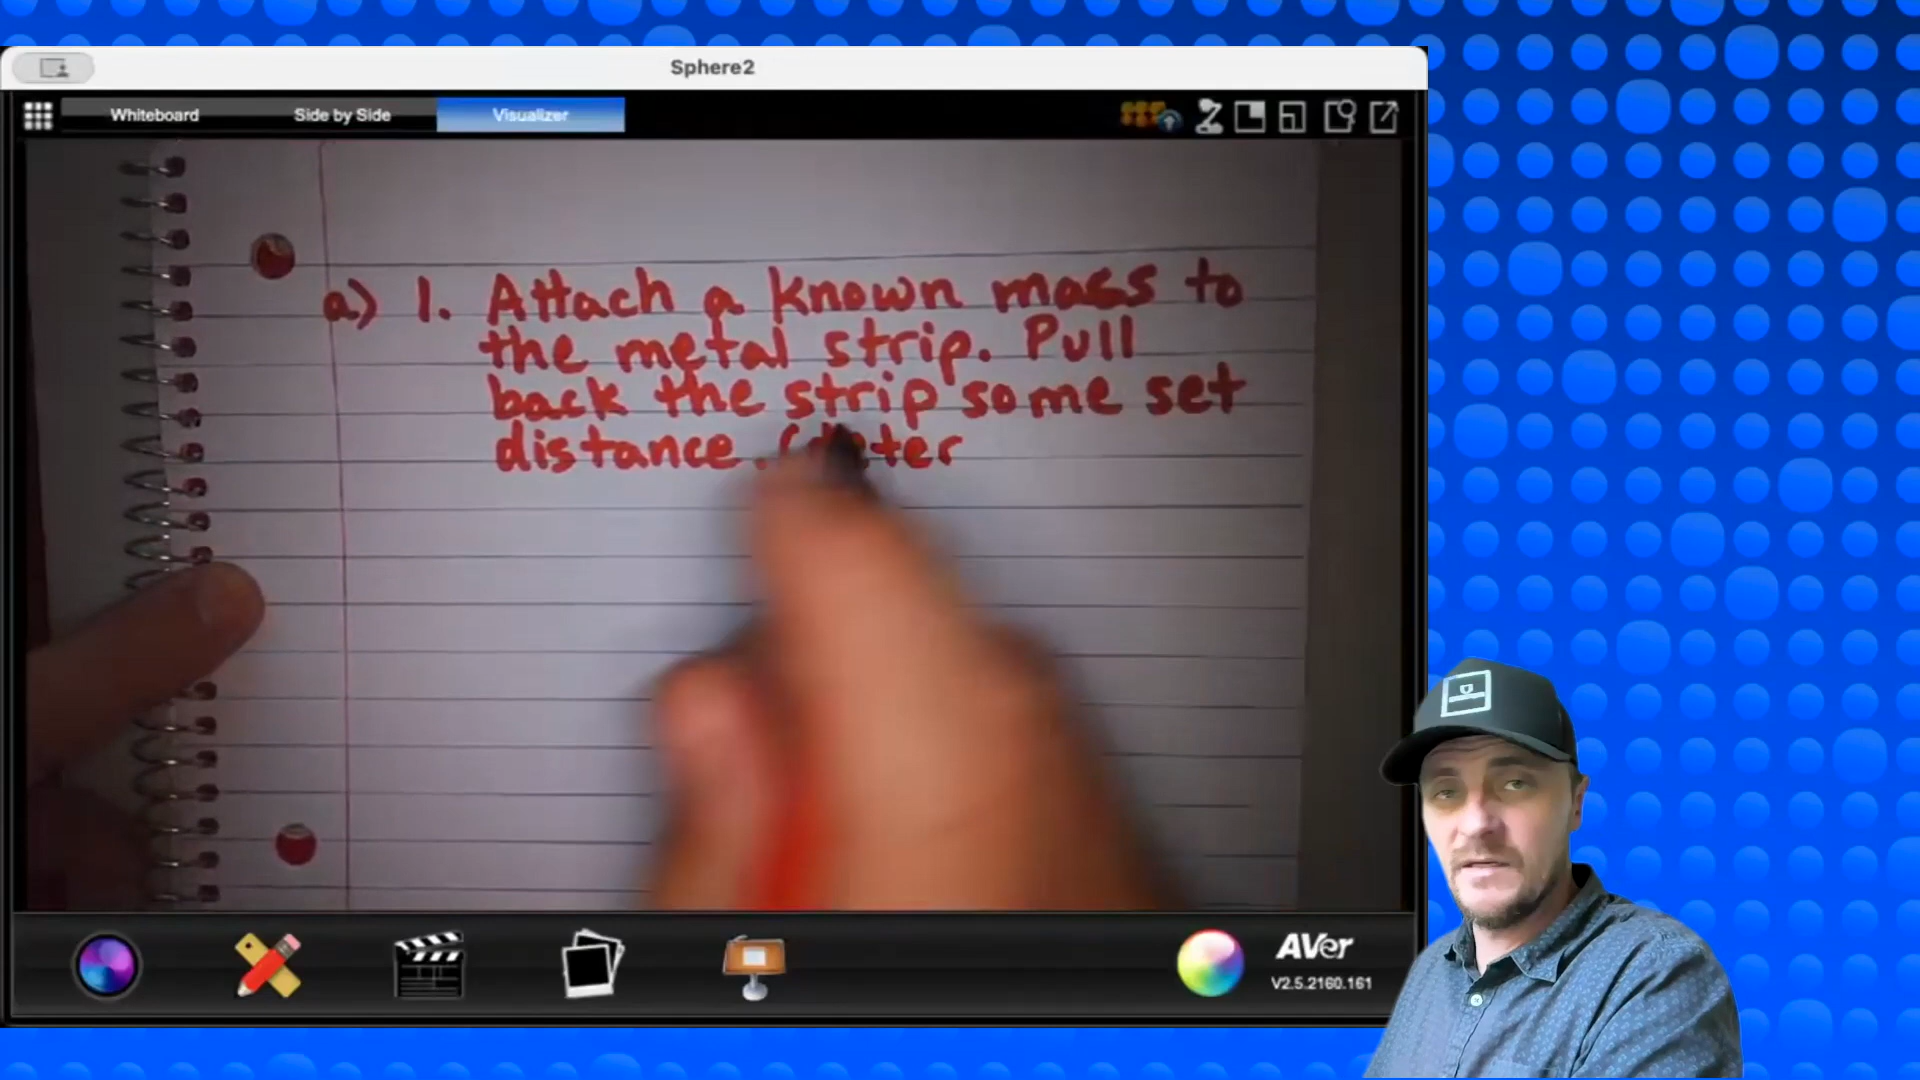 Sphere2
Whiteboard Side by Side Visualizer
a) 1. Attach a known mass to
the metal strip. Pull
back the strip some set
distance.
AVer
V2.5.2160.161